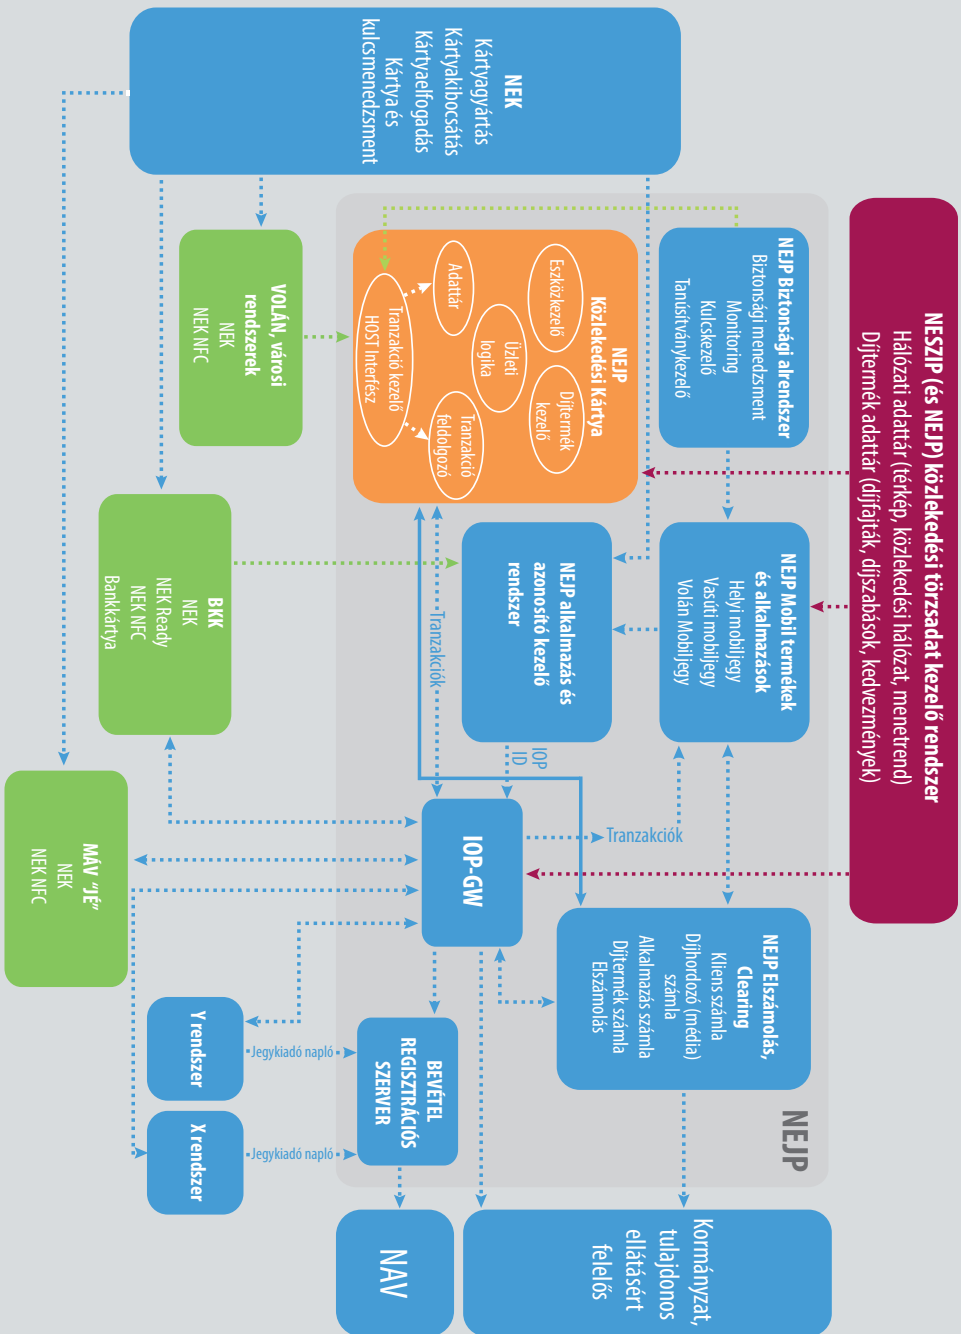 NESZIP (és NEJP) közlekedési törzsadat kezelő rendszer
Hálózati adattár (térkép, közlekedési hálózat, menetrend)
Díjtermék adattár (díjfajták, díjszabások, kedvezmények)
NEK
Kártyagyártás
Kártyakibocsátás
Kártyaelfogadás
Kártya és
kulcsmenedzsment
NEJP Biztonsági alrendszer
Biztonsági menedzsment
Monitoring
Kulcskezelő
Tanúsítványkezelő
NEJP Mobil termékek
és alkalmazások
Helyi mobiljegy
Vasúti mobiljegy
Volán Mobiljegy
NEJP Elszámolás,
Clearing
Kliens számla
Díjhordozó (média)
számla
Alkalmazás számla
Díjtermék számla
Elszámolás
NEJP
Kormányzat,
tulajdonos
ellátásért
felelős
NEJP
Közlekedési Kártya
Eszközkezelő
Díjtermék
kezelő
Üzleti
logika
Adattár
Tranzakció
feldolgozó
Tranzakció kezelő
HOST Interfész
NEJP alkalmazás és
azonosító kezelő
rendszer
IOP
ID
Tranzakciók
Tranzakciók
IOP-GW
BEVÉTEL
REGISZTRÁCIÓS
SZERVER
NAV
VOLÁN, városi
rendszerek
NEK
NEK NFC
BKK
NEK
NEK Ready
NEK NFC
Bankkártya
MÁV "JÉ"
NEK
NEK NFC
Jegykiadó napló
Jegykiadó napló
Y rendszer
X rendszer